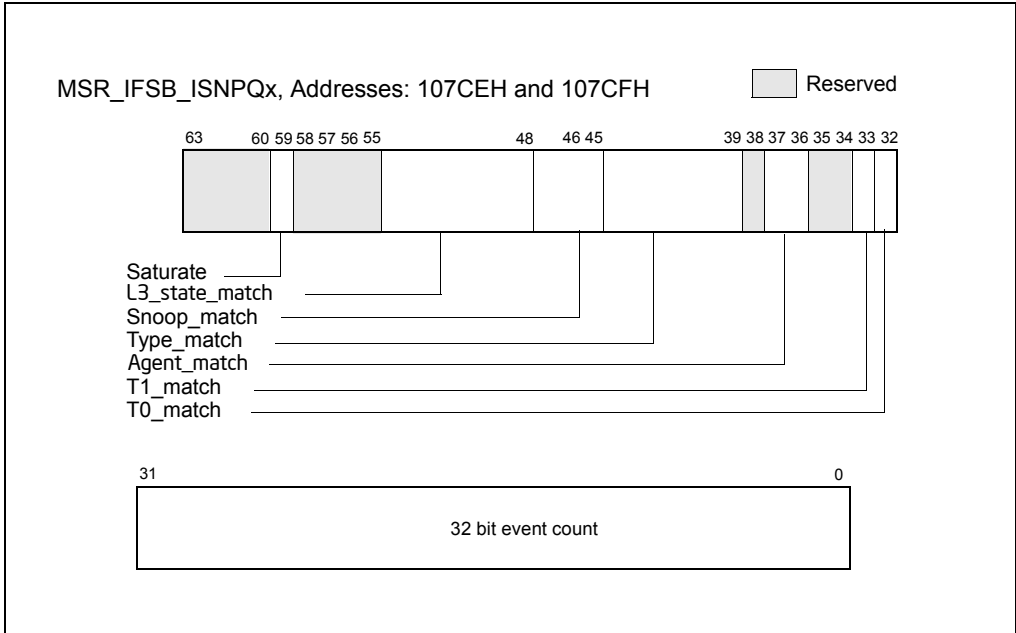 MSR_IFSB_ISNPQx, Addresses: 107CEH and 107CFH
Reserved
63 60 59 58 57 56 55 48 46 45 39 38 37 36 35 34 33 32
Saturate
L3_state_match
Snoop_match
Type_match
Agent_match
T1_match
T0_match
31 0
32 bit event count